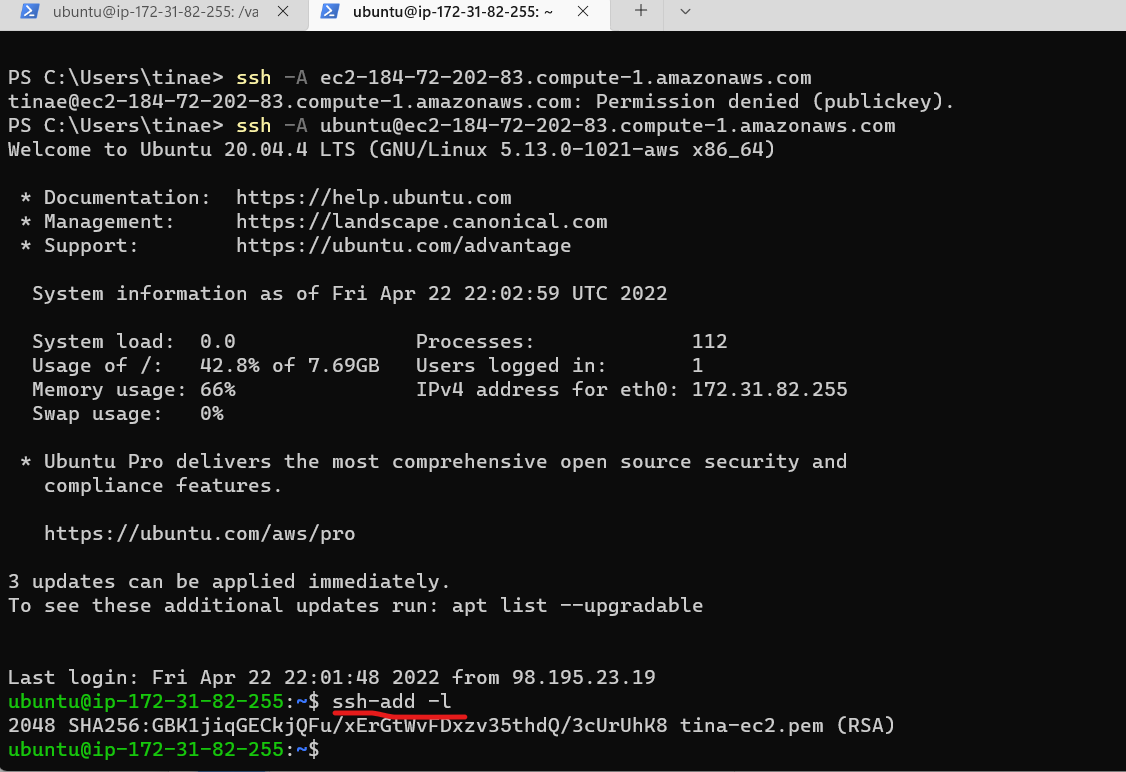 ubuntu@ip-172-31-82-255: /va
ubuntu@ip-172-31-82-255: ~
PS C:\Users\tinae> ssh -A ec2-184-72-202-83.compute-1.amazonaws.com
tinae@ec2-184-72-202-83.compute-1.amazonaws.com: Permission denied (publickey).
PS C:\Users\tinae> ssh -A ubuntu@ec2-184-72-202-83.compute-1.amazonaws.com
Welcome to Ubuntu 20.04.4 LTS (GNU/Linux 5.13.0-1021-aws x86_64)
* Documentation: https://help.ubuntu.com
* Management: https://landscape.canonical.com
* Support: https://ubuntu.com/advantage
System information as of Fri Apr 22 22:02:59 UTC 2022
System load: 0.0 Processes: 112
Usage of /: 42.8% of 7.69GB Users logged in: 1
Memory usage: 66% IPv4 address for eth0: 172.31.82.255
Swap usage: 0%
* Ubuntu Pro delivers the most comprehensive open source security and
compliance features.
https://ubuntu.com/aws/pro
3 updates can be applied immediately.
To see these additional updates run: apt list --upgradable
Last login: Fri Apr 22 22:01:48 2022 from 98.195.23.19
ubuntu@ip-172-31-82-255:~$ ssh-add -l
2048 SHA256:GBK1jiqGECkjQFu/xErGtWvFDxzv35thdQ/3cUrUhK8 tina-ec2.pem (RSA)
ubuntu@ip-172-31-82-255:~$